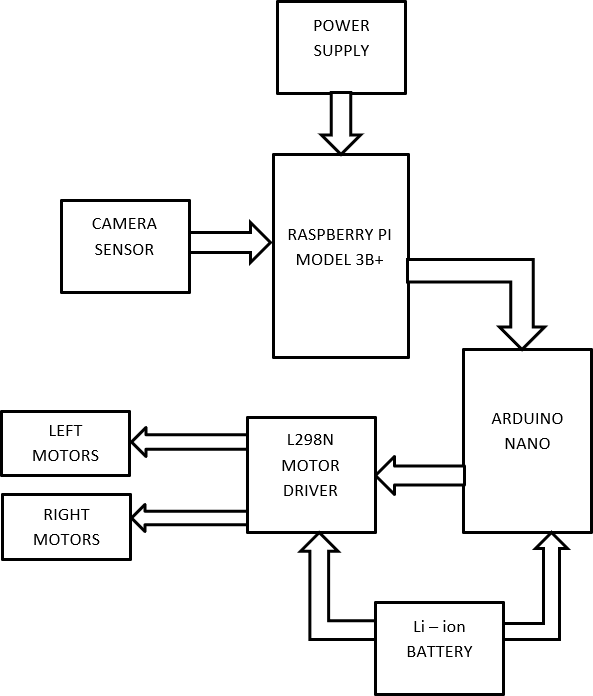 POWER
SUPPLY
CAMERA
SENSOR
RASPBERRY PI
MODEL 3B+
ARDUINO
NANO
LEFT
MOTORS
L298N
MOTOR
DRIVER
RIGHT
MOTORS
Li – ion
BATTERY